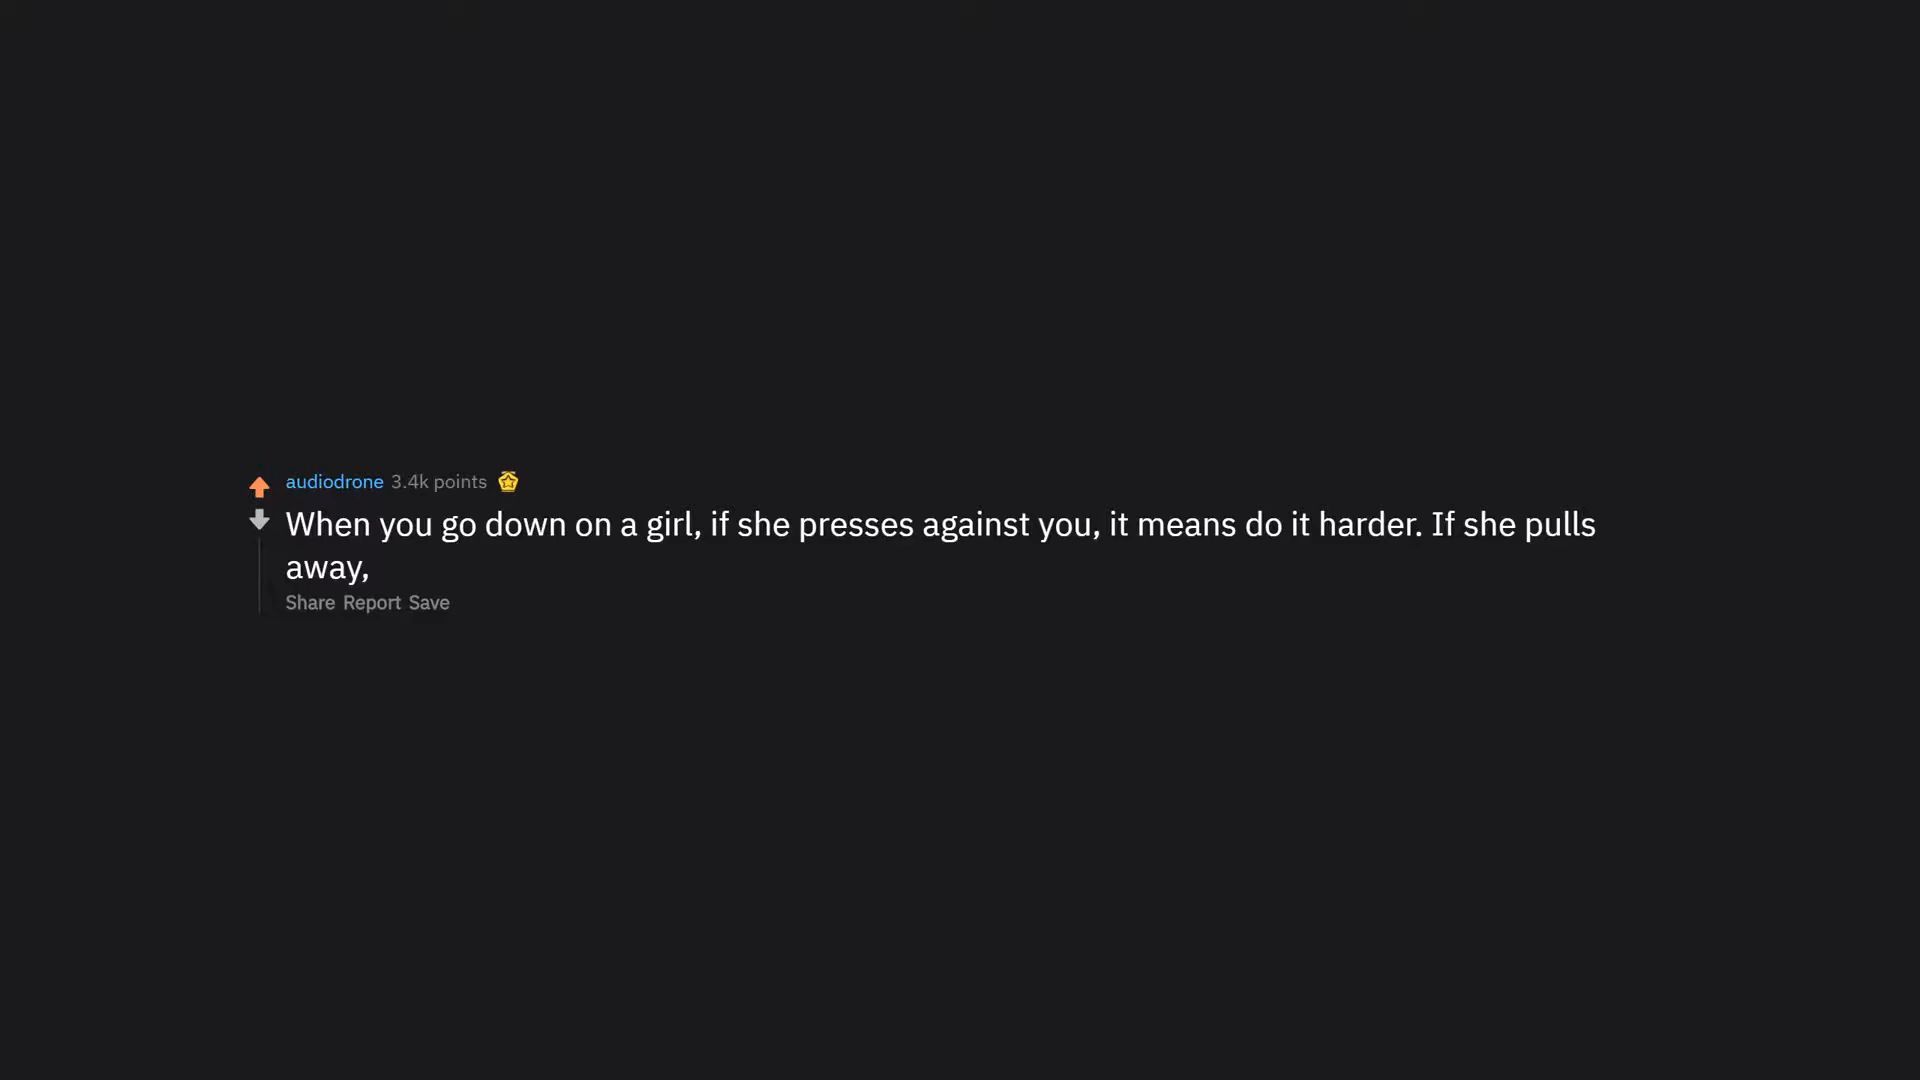 audiodrone 3.4k points
When you go down on a girl, if she presses against you, it means do it harder. If she pulls
away,
Share Report Save